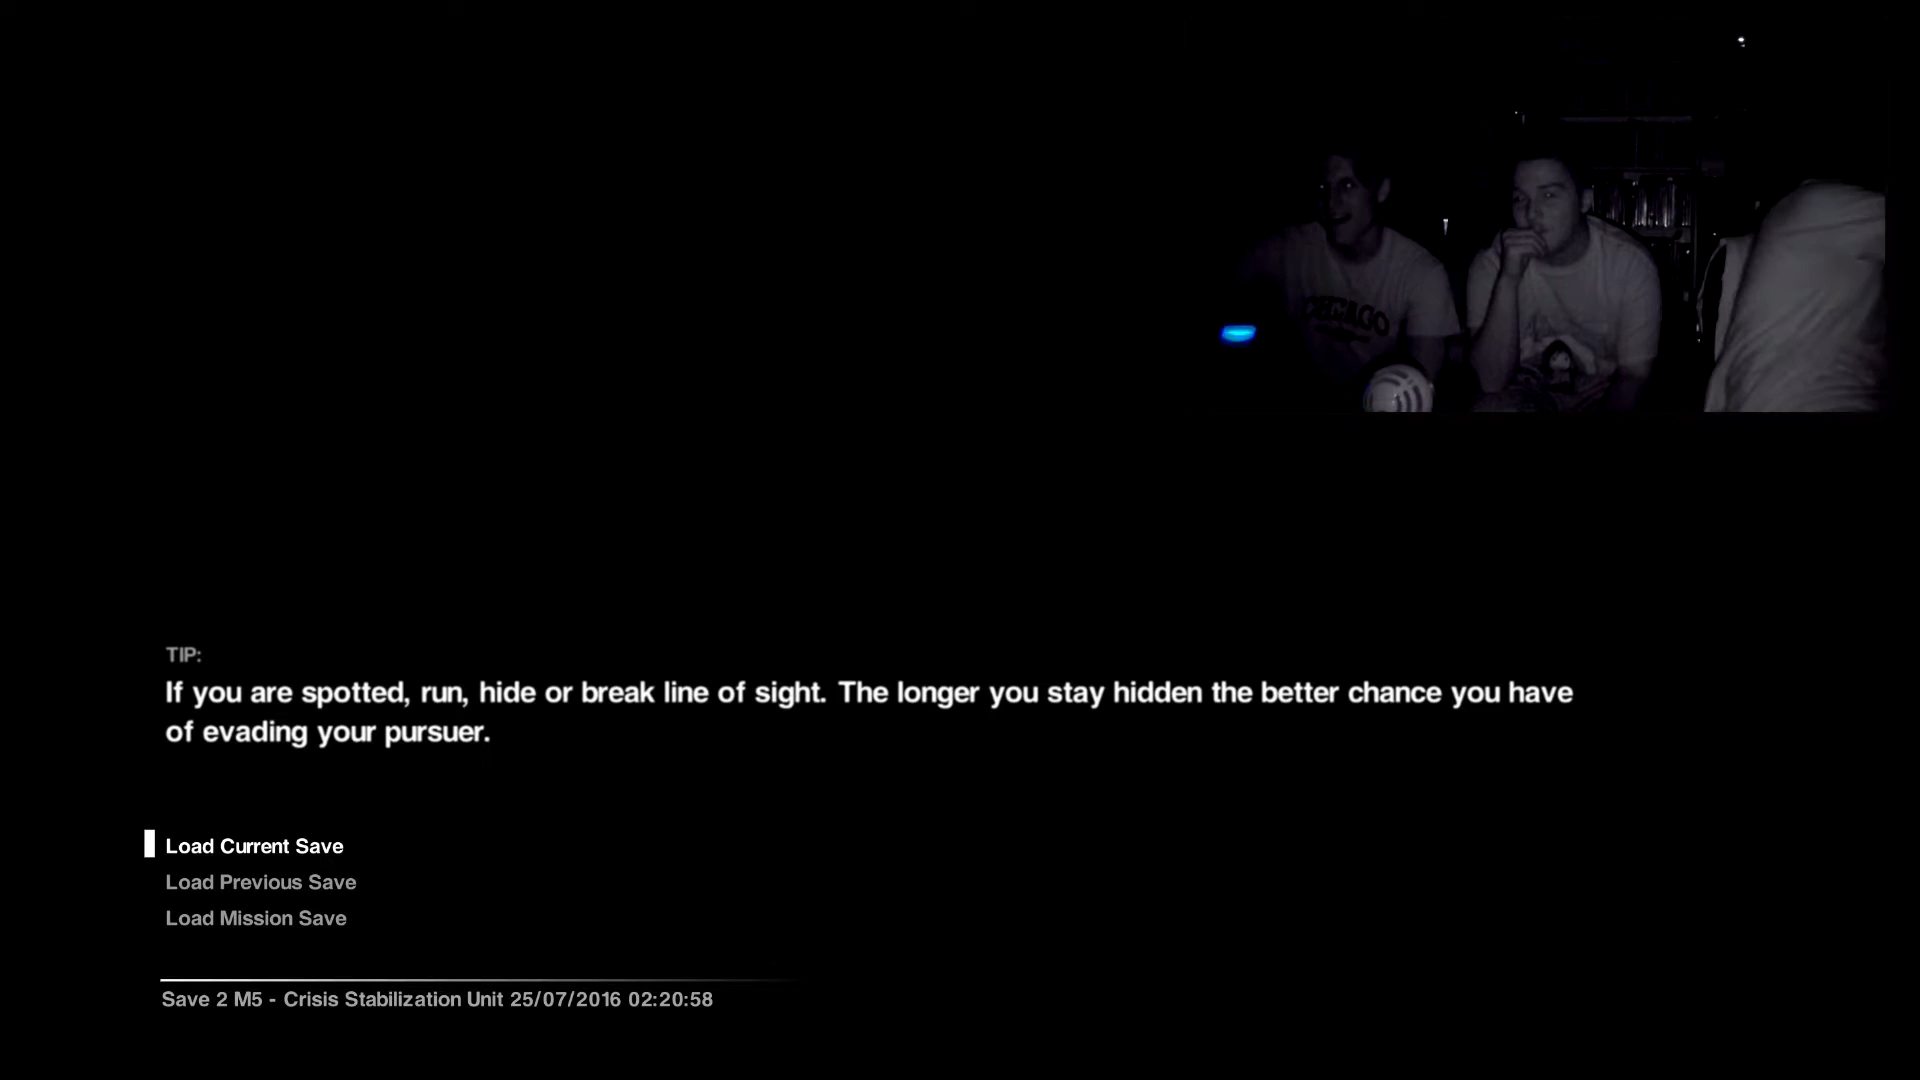 CHICAGO
TIP:
If you are spotted, run, hide or break line of sight. The longer you stay hidden the better chance you have
of evading your pursuer.
Load Current Save
Load Previous Save
Load Mission Save
Save 2 M5 - Crisis Stabilization Unit 25/07/2016 02:20:58